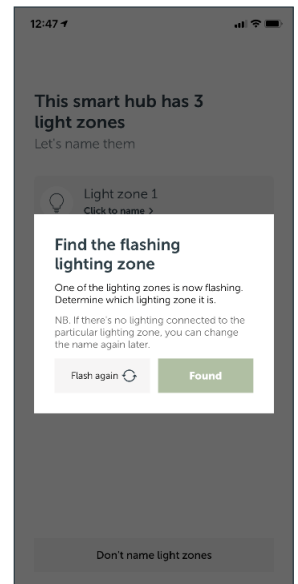 12:47
This smart hub has 3
light zones
Let's name them
Light zone 1
Click to name >
Find the flashing
lighting zone
One of the lighting zones is now flashing.
Determine which lighting zone it is.
NB. If there's no lighting connected to the
particular lighting zone, you can change
the name again later.
Flash again
Found
Don't name light zones